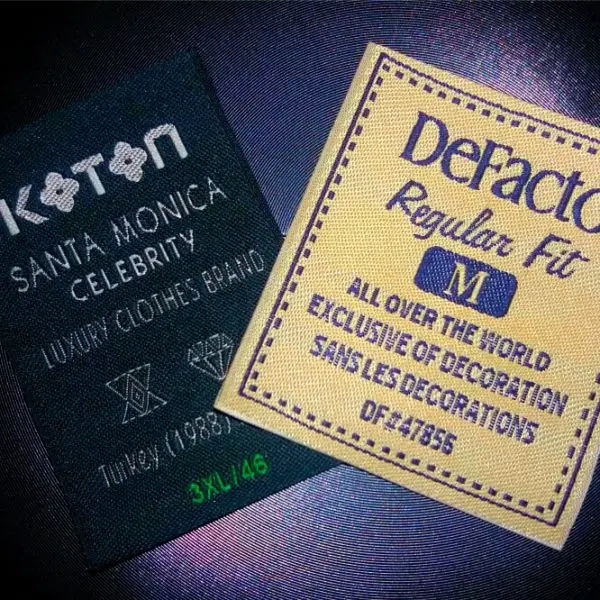 KOTON
SANTA MONICA
CELEBRITY
LUXURY CLOTHES BRAND
Turkey (1988)
3XL/46
DeFacto
Regular Fit
M
ALL OVER THE WORLD
EXCLUSIVE OF DECORATION
SANS LES DECORATIONS
DF#47856